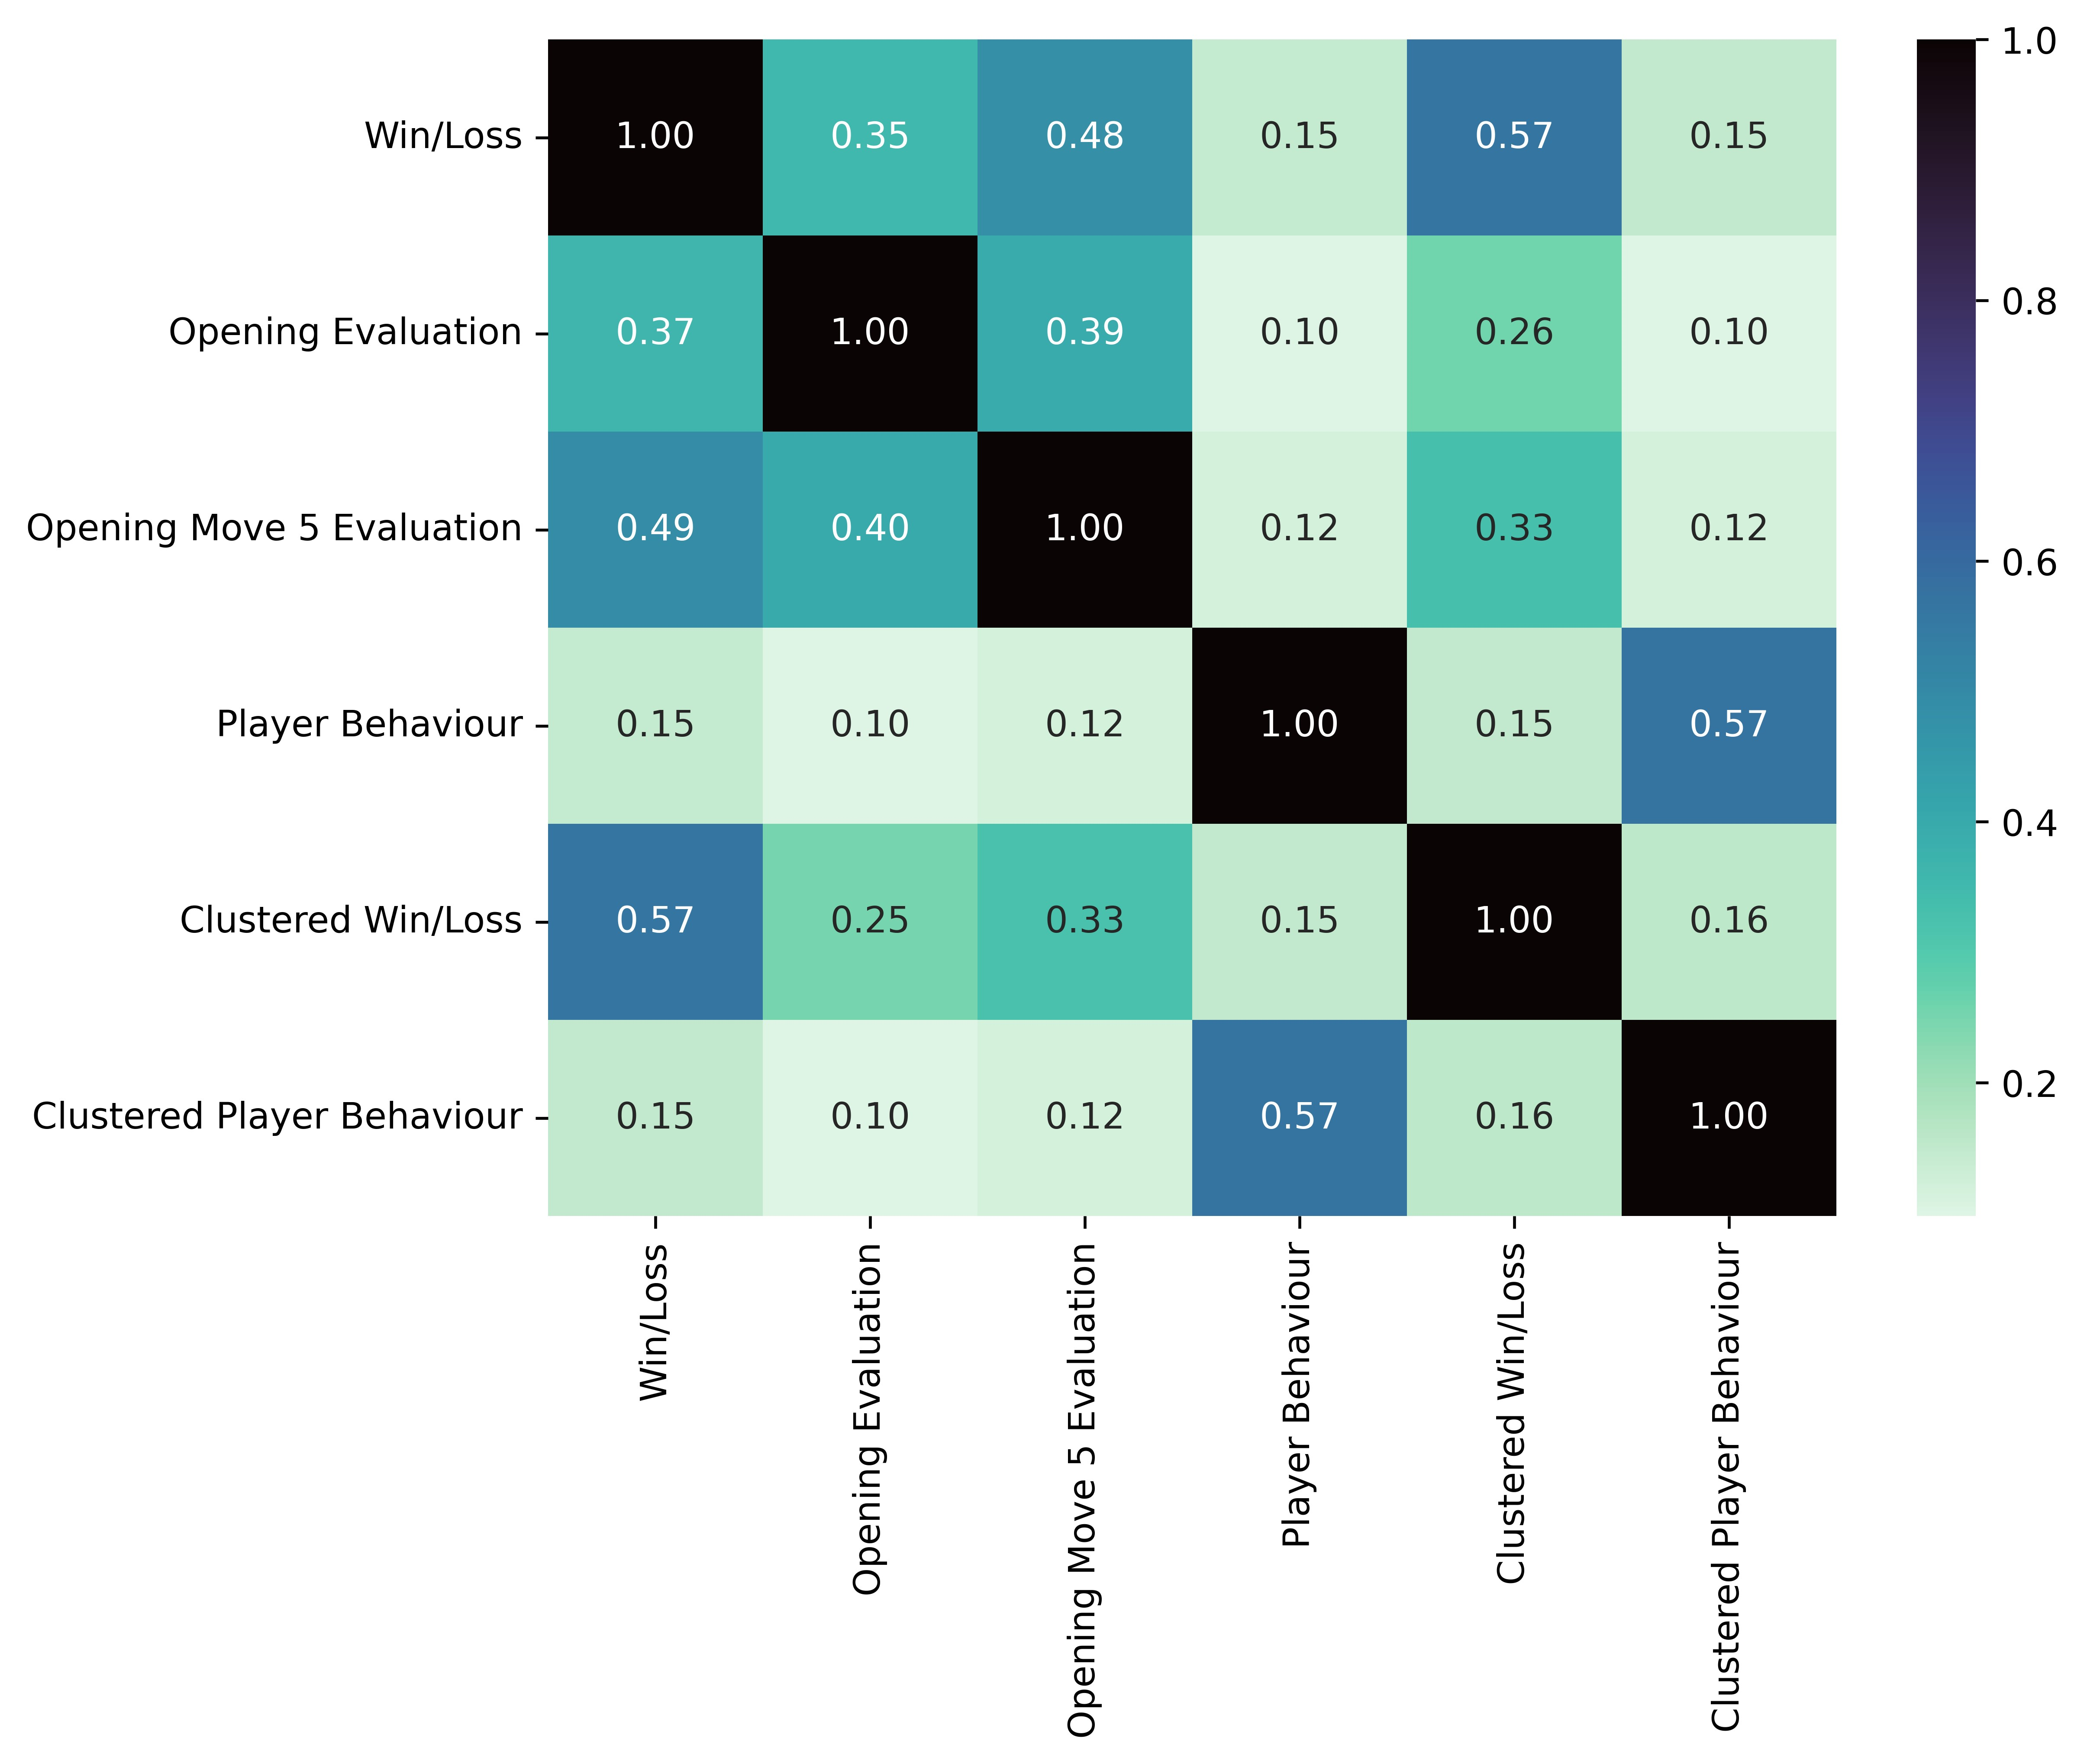 Win/Loss 1.00 0.35 0.48 0.15 0.57 0.15
Opening Evaluation 0.37 1.00 0.39 0.10 0.26 0.10
Opening Move 5 Evaluation 0.49 0.40 1.00 0.12 0.33 0.12
Player Behaviour 0.15 0.10 0.12 1.00 0.15 0.57
Clustered Win/Loss 0.57 0.25 0.33 0.15 1.00 0.16
Clustered Player Behaviour 0.15 0.10 0.12 0.57 0.16 1.00
Win/Loss
Opening Evaluation
Opening Move 5 Evaluation
Player Behaviour
Clustered Win/Loss
Clustered Player Behaviour
1.0
0.8
0.6
0.4
0.2